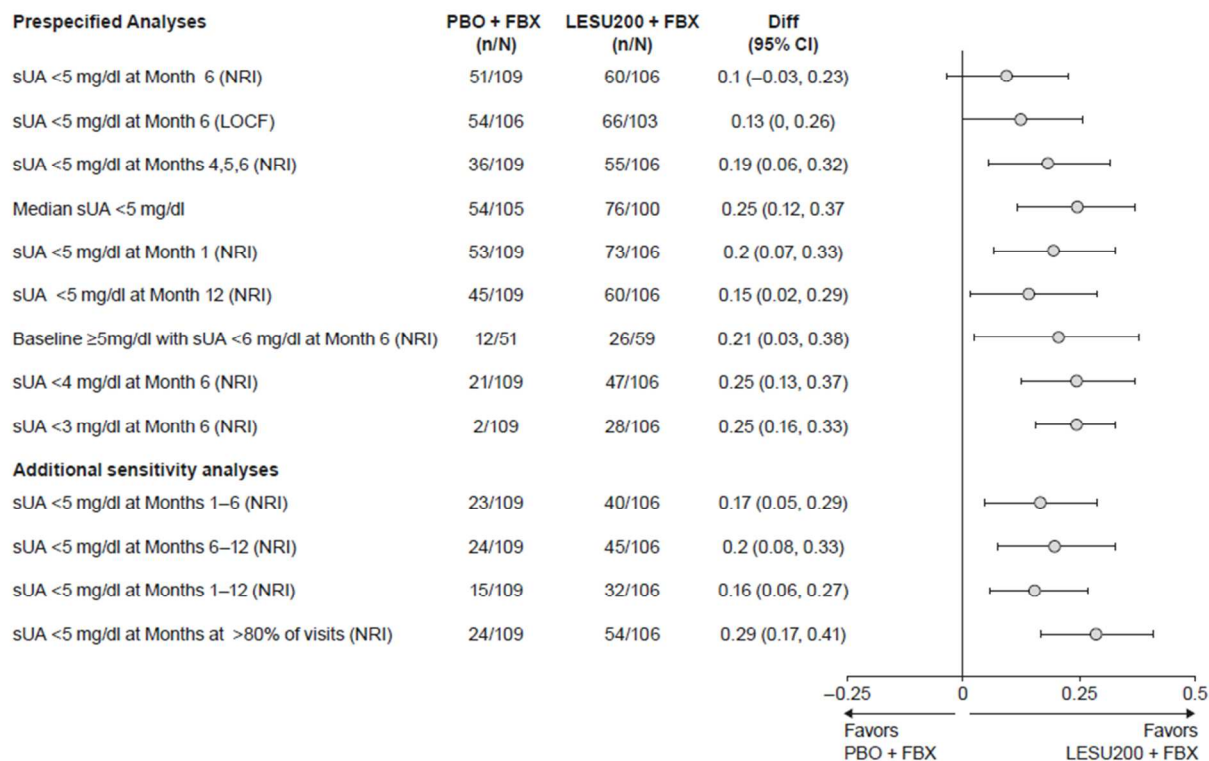 Prespecified Analyses PBO + FBX LESU200 + FBX Diff
(n/N) (n/N) (95% CI)
sUA <5 mg/dl at Month 6 (NRI) 51/109 60/106 0.1 (−0.03, 0.23)
sUA <5 mg/dl at Month 6 (LOCF) 54/106 66/103 0.13 (0, 0.26)
sUA <5 mg/dl at Months 4,5,6 (NRI) 36/109 55/106 0.19 (0.06, 0.32)
Median sUA <5 mg/dl 54/105 76/100 0.25 (0.12, 0.37
sUA <5 mg/dl at Month 1 (NRI) 53/109 73/106 0.2 (0.07, 0.33)
sUA <5 mg/dl at Month 12 (NRI) 45/109 60/106 0.15 (0.02, 0.29)
Baseline ≥5mg/dl with sUA <6 mg/dl at Month 6 (NRI) 12/51 26/59 0.21 (0.03, 0.38)
sUA <4 mg/dl at Month 6 (NRI) 21/109 47/106 0.25 (0.13, 0.37)
sUA <3 mg/dl at Month 6 (NRI) 2/109 28/106 0.25 (0.16, 0.33)
Additional sensitivity analyses
sUA <5 mg/dl at Months 1–6 (NRI) 23/109 40/106 0.17 (0.05, 0.29)
sUA <5 mg/dl at Months 6–12 (NRI) 24/109 45/106 0.2 (0.08, 0.33)
sUA <5 mg/dl at Months 1–12 (NRI) 15/109 32/106 0.16 (0.06, 0.27)
sUA <5 mg/dl at Months at >80% of visits (NRI) 24/109 54/106 0.29 (0.17, 0.41)
−0.25 0 0.25 0.5
Favors Favors
PBO + FBX LESU200 + FBX